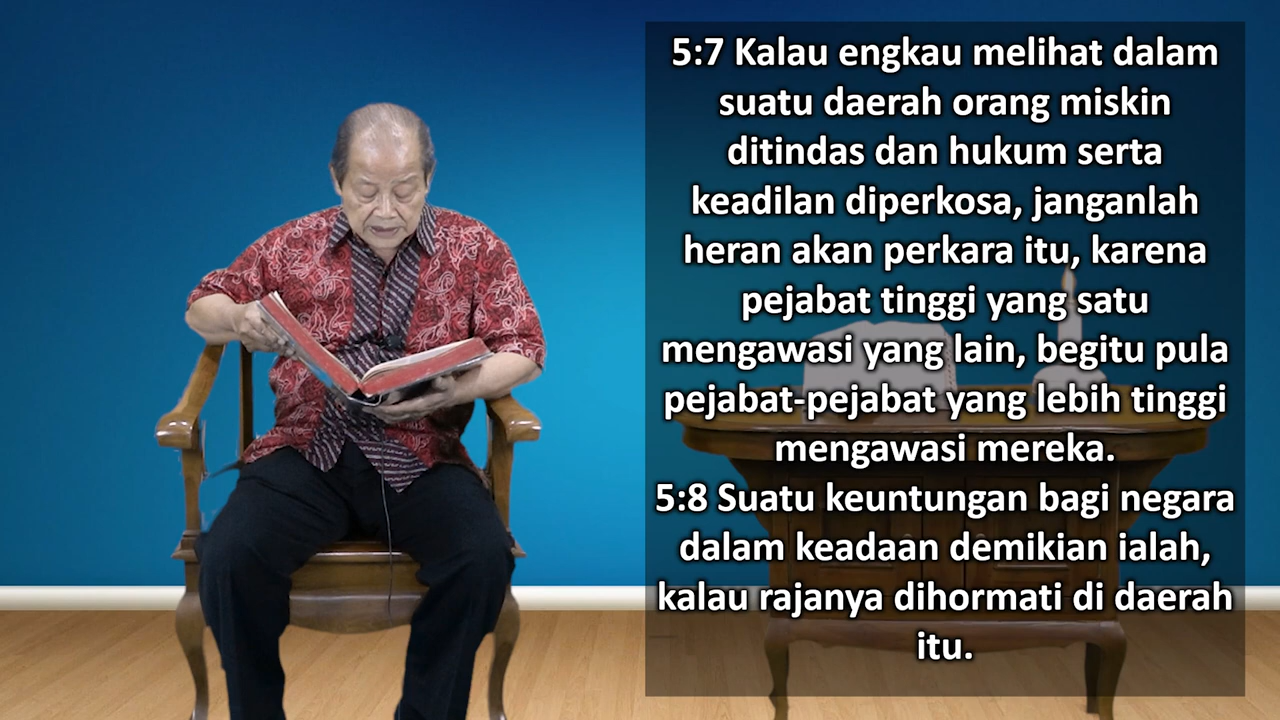 5:7 Kalau engkau melihat dalam
suatu daerah orang miskin
ditindas dan hukum serta
keadilan diperkosa, janganlah
heran akan perkara itu, karena
pejabat tinggi yang satu
mengawasi yang lain, begitu pula
pejabat-pejabat yang lebih tinggi
mengawasi mereka.
5:8 Suatu keuntungan bagi negara
dalam keadaan demikian ialah,
kalau rajanya dihormati di daerah
itu.